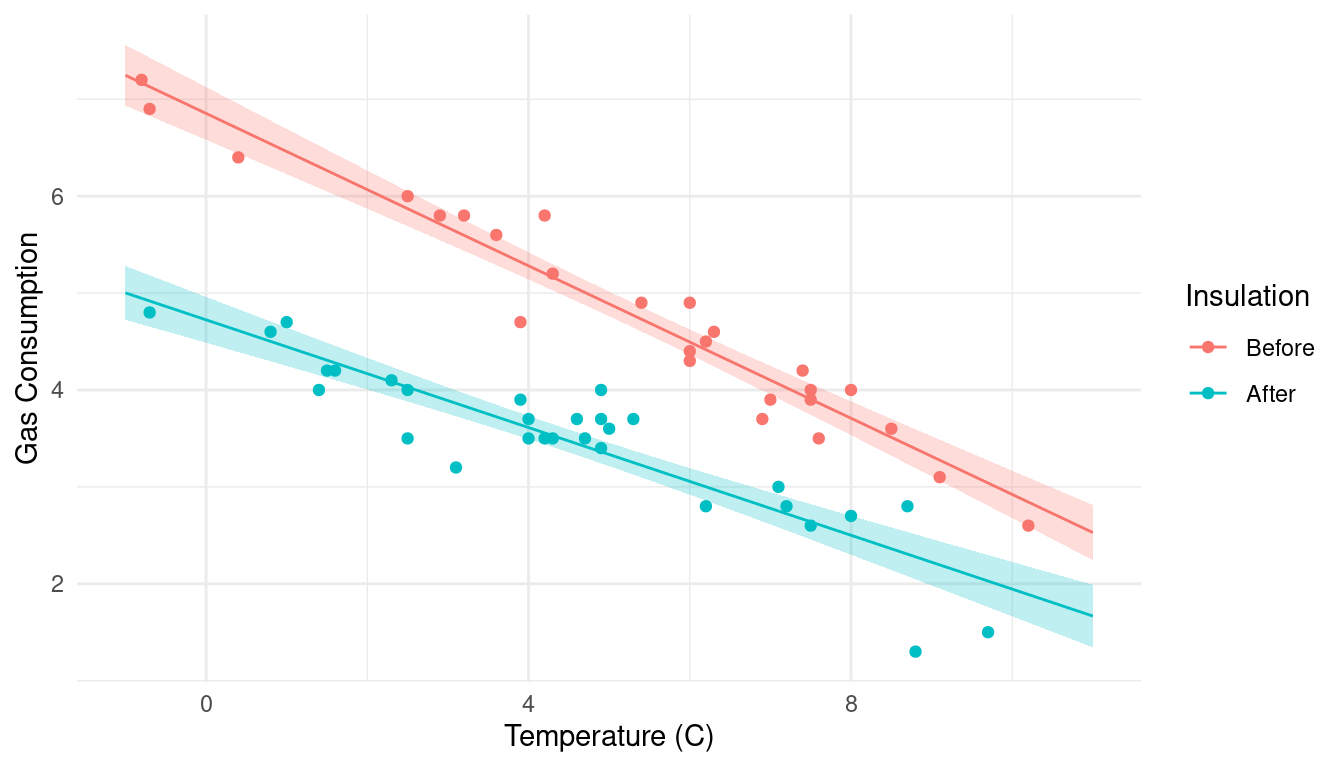 Gas Consumption
6
4
2
0 4 8
Temperature (C)
Insulation
Before
After